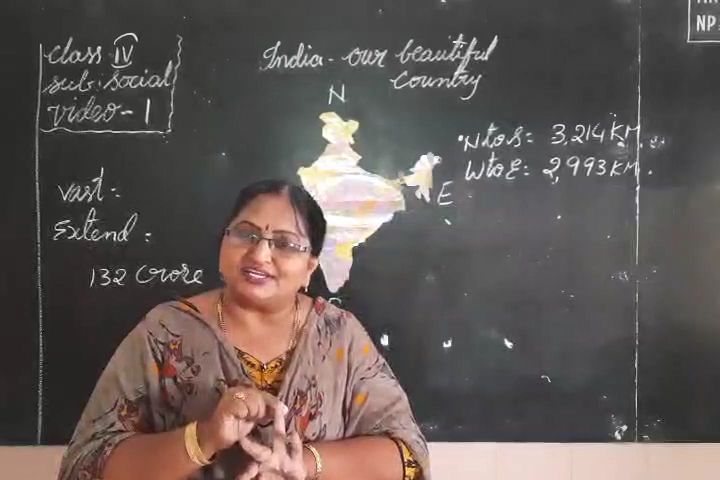 Class IV
Sub: Social
Video - 1
India - our beautiful
Country
N
N to S = 3,214 KM
W to E : 2,993 KM.
E
Vast :
Extend :
132 Crore
NP